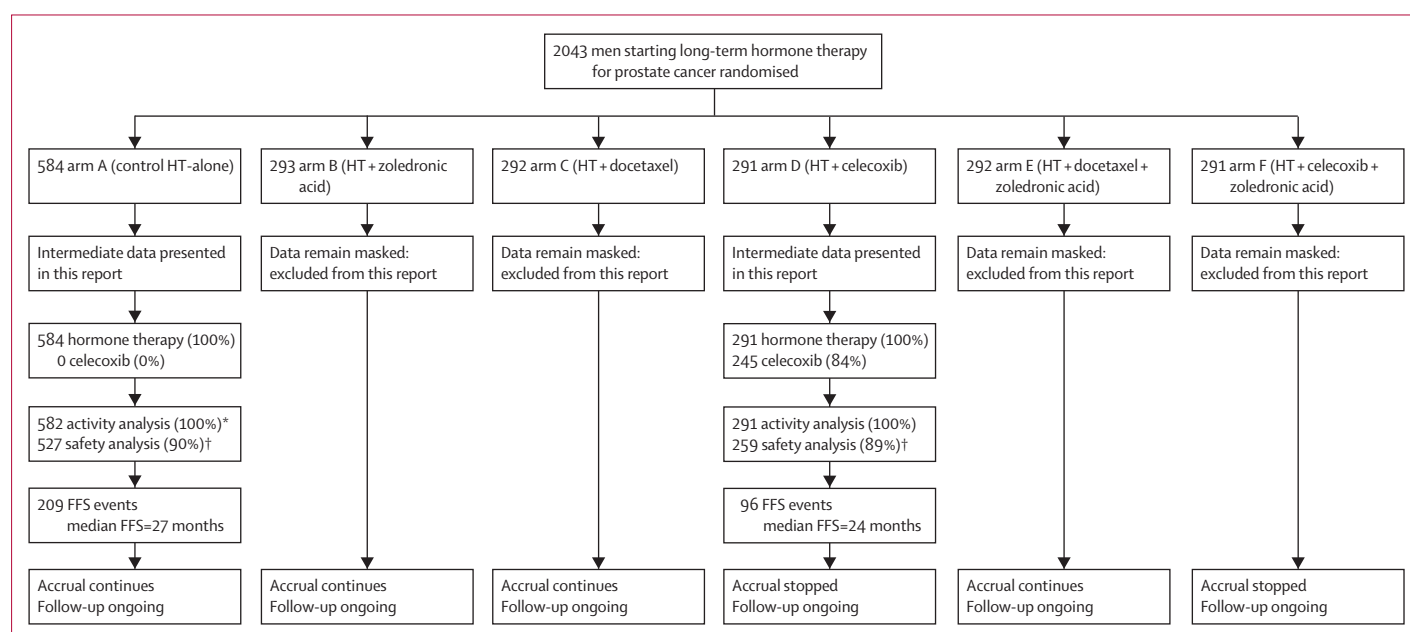 2043 men starting long-term hormone therapy
for prostate cancer randomised
584 arm A (control HT-alone)
293 arm B (HT + zoledronic
acid)
292 arm C (HT + docetaxel)
291 arm D (HT + celecoxib)
292 arm E (HT + docetaxel +
zoledronic acid)
291 arm F (HT + celecoxib +
zoledronic acid)
Intermediate data presented
in this report
Data remain masked:
excluded from this report
Data remain masked:
excluded from this report
Intermediate data presented
in this report
Data remain masked:
excluded from this report
Data remain masked:
excluded from this report
584 hormone therapy (100%)
0 celecoxib (0%)
291 hormone therapy (100%)
245 celecoxib (84%)
582 activity analysis (100%)*
527 safety analysis (90%)†
291 activity analysis (100%)
259 safety analysis (89%)†
209 FFS events
median FFS=27 months
96 FFS events
median FFS=24 months
Accrual continues
Follow-up ongoing
Accrual continues
Follow-up ongoing
Accrual continues
Follow-up ongoing
Accrual stopped
Follow-up ongoing
Accrual continues
Follow-up ongoing
Accrual stopped
Follow-up ongoing